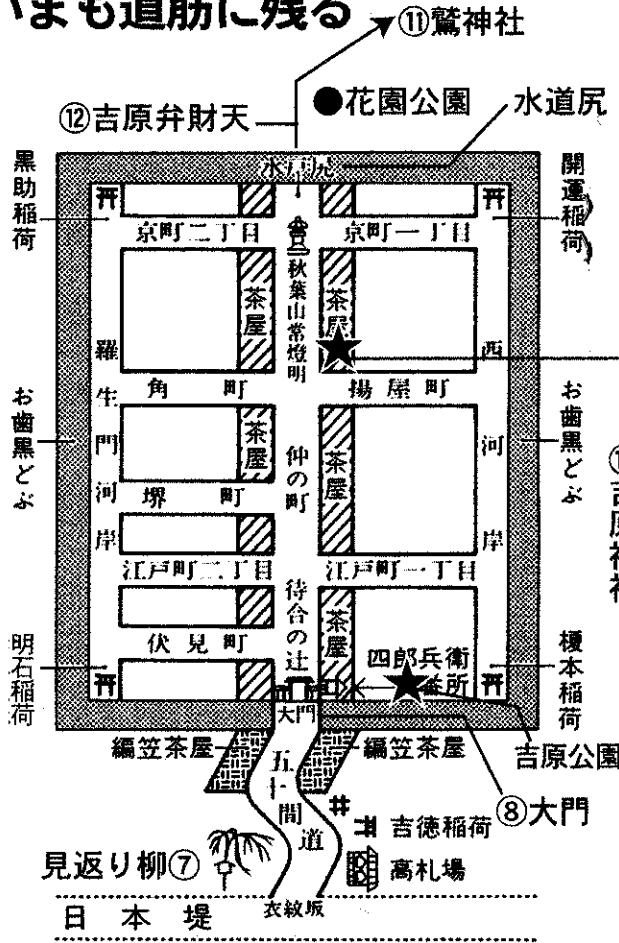 いまも道筋に残る
⑪鷲神社
⑫吉原弁財天
●花園公園
水道尻
水道尻
黒助稲荷
開運稲荷
京町二丁目
京町一丁目
秋葉山常燈明
茶屋
茶屋
羅生門河岸
西河岸
角町
揚屋町
お歯黒どぶ
お歯黒どぶ
茶屋
仲の町
茶屋
堺町
吉原神社
江戸町二丁目
江戸町一丁目
待合の辻
茶屋
伏見町
四郎兵衛
番所
明石稲荷
榎本稲荷
大門
編笠茶屋
編笠茶屋
吉原公園
五十間道
⑧大門
吉徳稲荷
見返り柳⑦
高札場
衣紋坂
日本堤